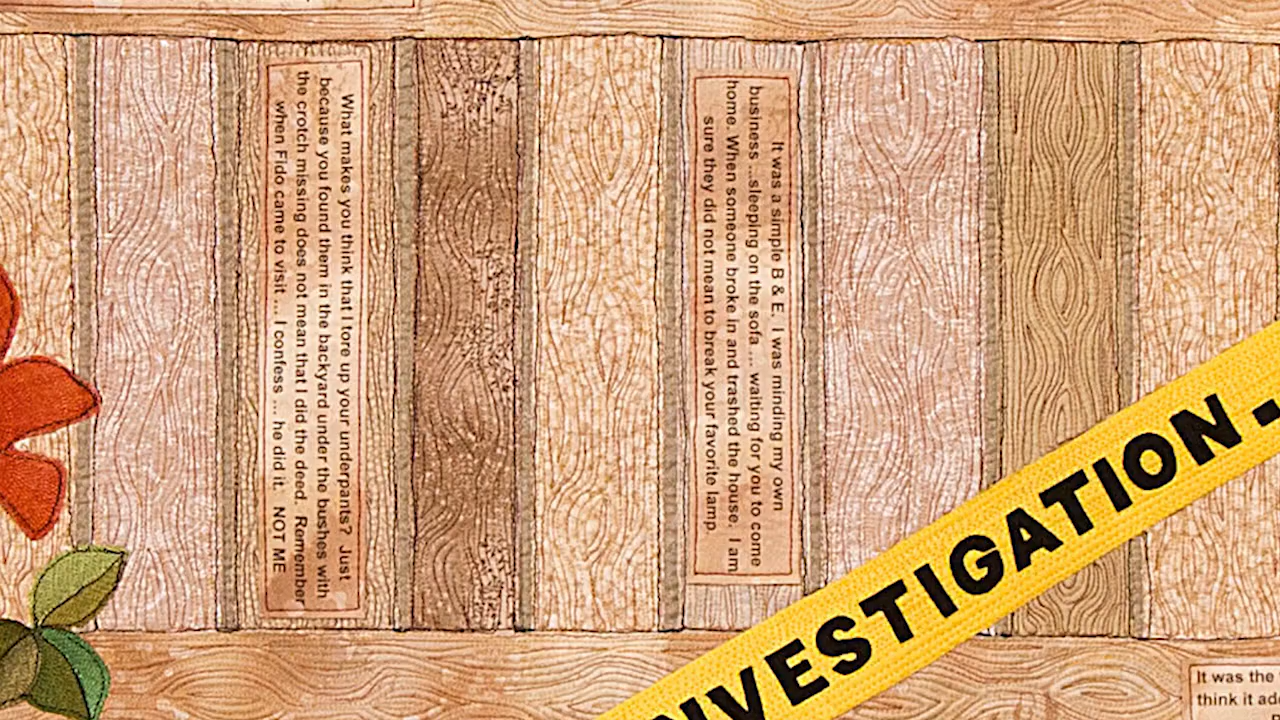 What makes you think that I tore up your underpants? Just
because you found them in the backyard under the bushes with
the crotch missing does not mean that I did the deed. Remember
when Fido came to visit ... I confess ... he did it. NOT ME
It was a simple B & E. I was minding my own
business ...sleeping on the sofa ... waiting for you to come
home. When someone broke in and trashed the house. I am
sure they did not mean to break your favorite lamp
NVESTIGATION.
It was the
think it ad